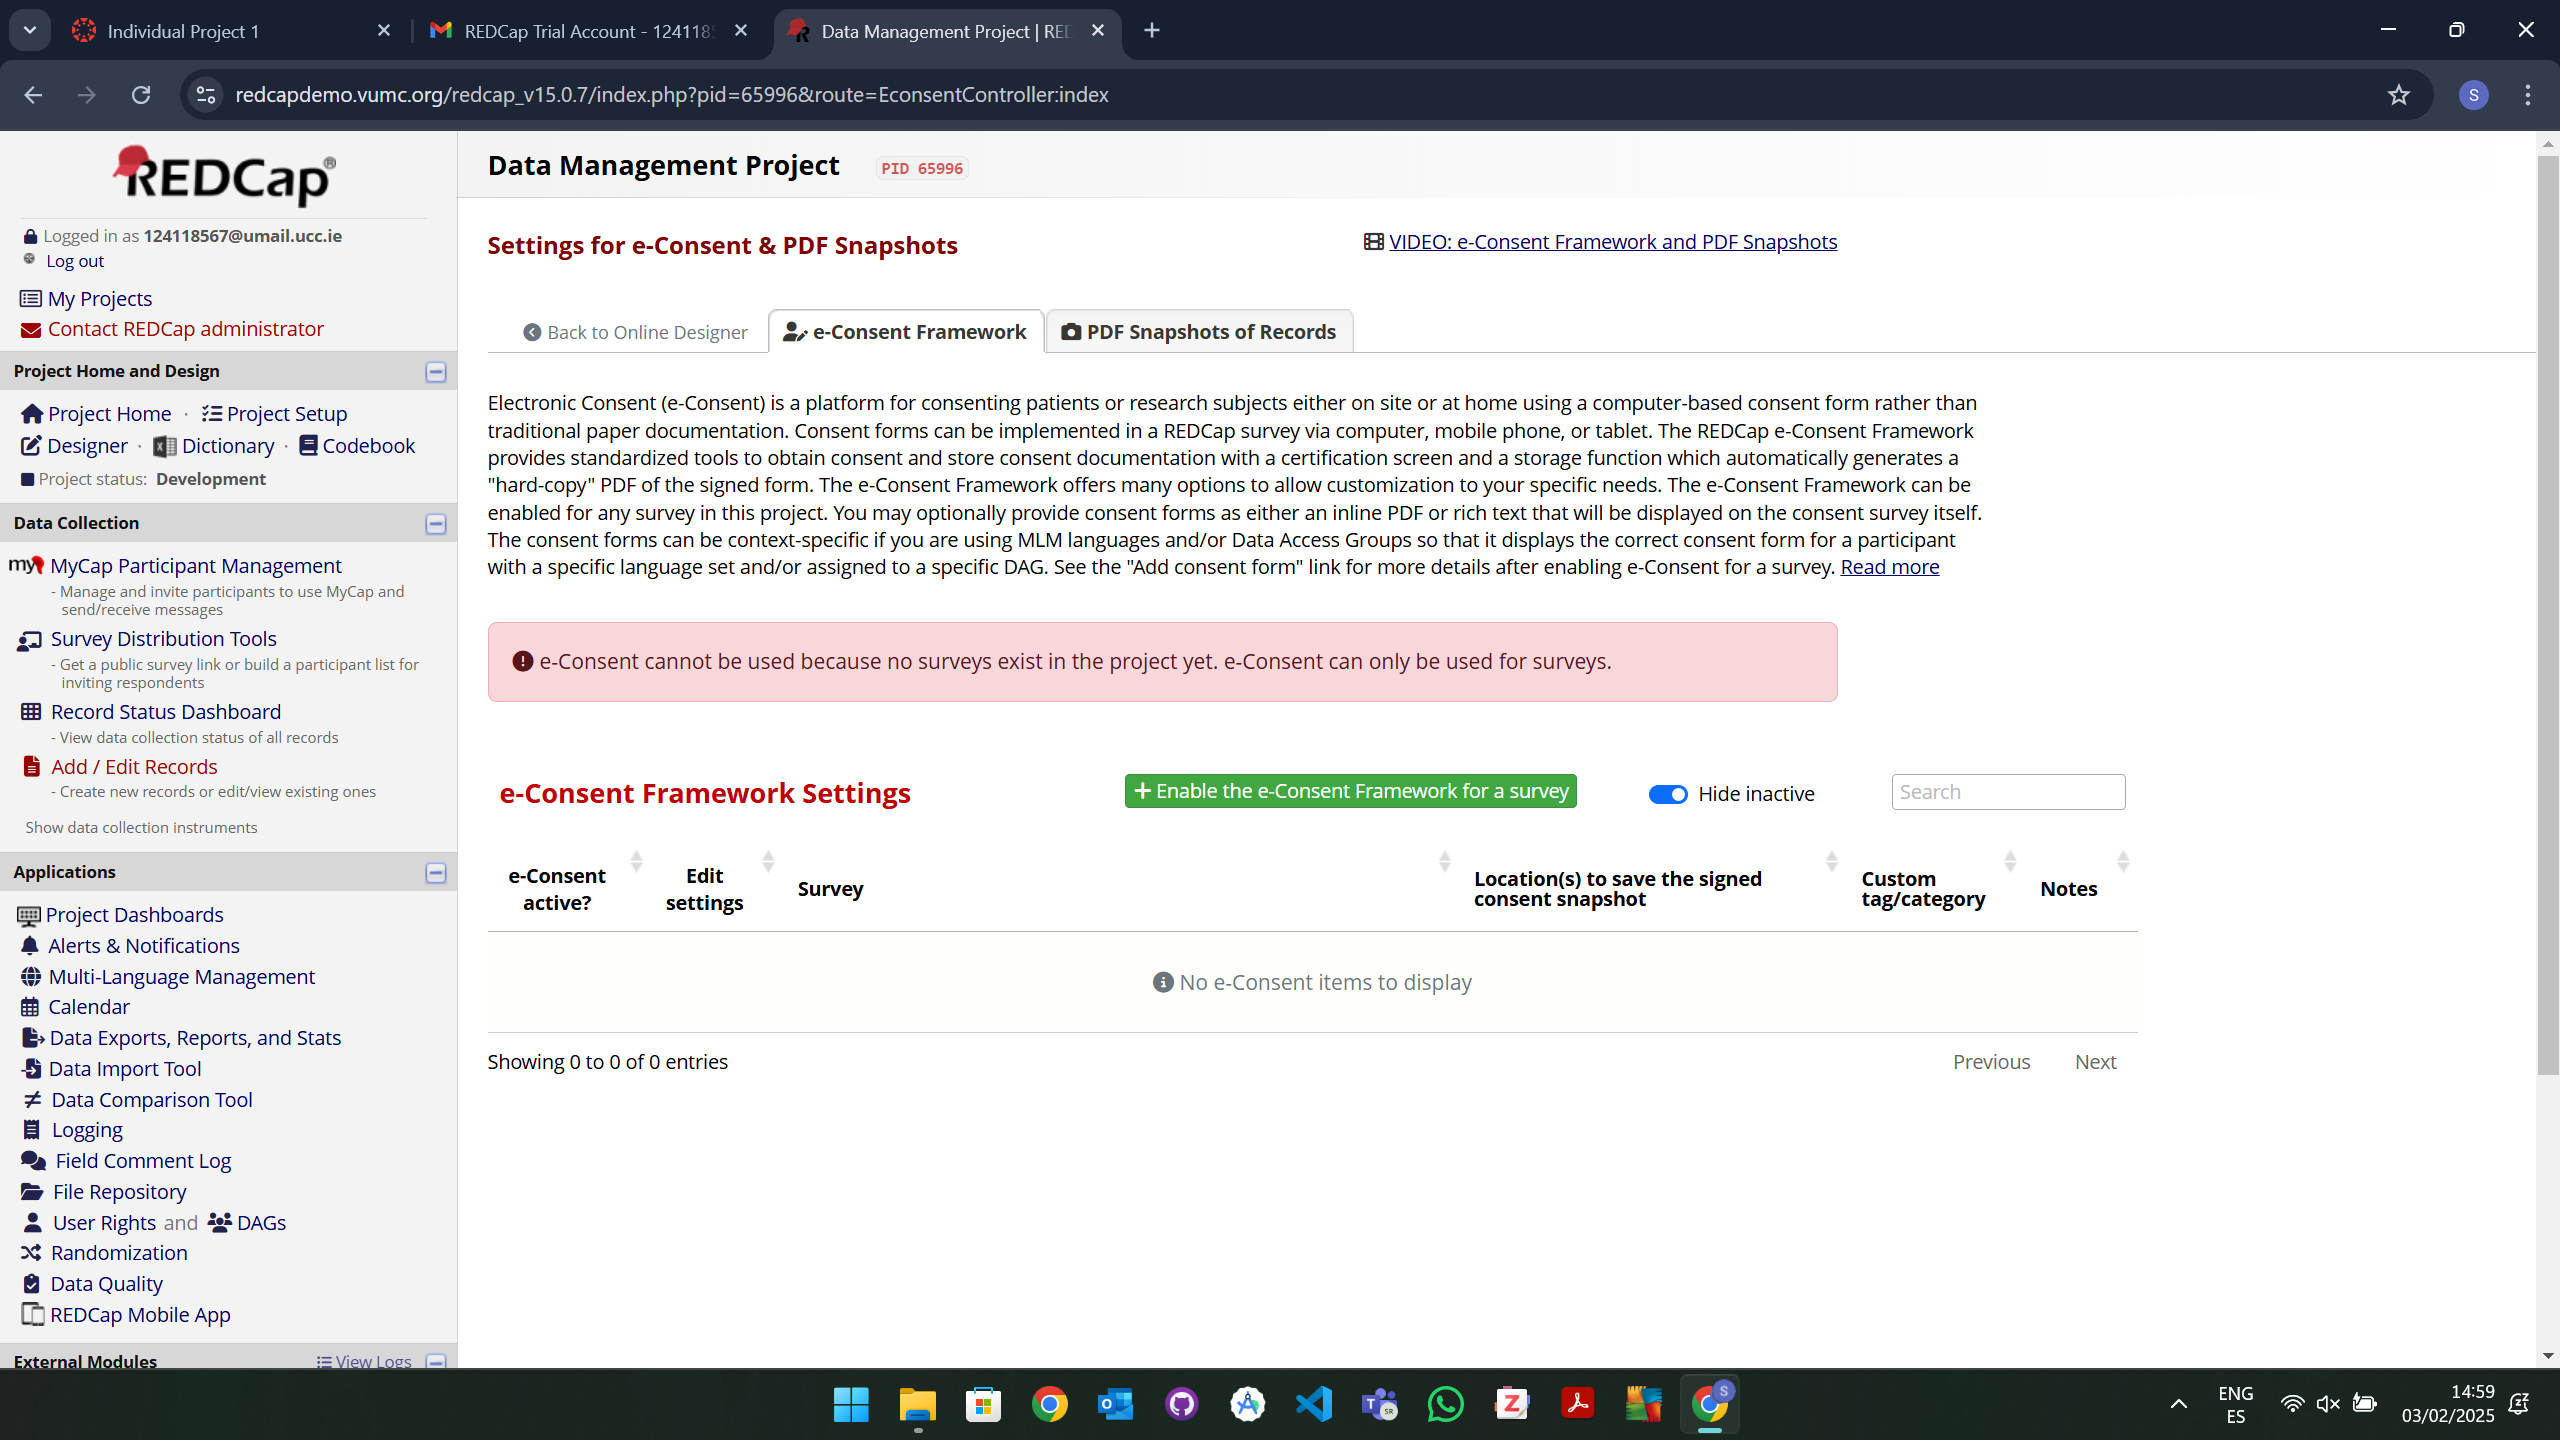 Individual Project 1
REDCap Trial Account - 1241185
Data Management Project | RED
redcapdemo.vumc.org/redcap_v15.0.7/index.php?pid=65996&route=EconsentController:index
S
REDCap®
Logged in as 124118567@umail.ucc.ie
Log out
My Projects
Contact REDCap administrator
Project Home and Design
Project Home · Project Setup
Designer · Dictionary · Codebook
Project status: Development
Data Collection
my MyCap Participant Management
- Manage and invite participants to use MyCap and
send/receive messages
Survey Distribution Tools
- Get a public survey link or build a participant list for
inviting respondents
Record Status Dashboard
- View data collection status of all records
Add / Edit Records
- Create new records or edit/view existing ones
Show data collection instruments
Applications
Project Dashboards
Alerts & Notifications
Multi-Language Management
Calendar
Data Exports, Reports, and Stats
Data Import Tool
Data Comparison Tool
Logging
Field Comment Log
File Repository
User Rights and DAGs
Randomization
Data Quality
REDCap Mobile App
External Modules View Logs
Data Management Project PID 65996
Settings for e-Consent & PDF Snapshots
VIDEO: e-Consent Framework and PDF Snapshots
Back to Online Designer
e-Consent Framework
PDF Snapshots of Records
Electronic Consent (e-Consent) is a platform for consenting patients or research subjects either on site or at home using a computer-based consent form rather than
traditional paper documentation. Consent forms can be implemented in a REDCap survey via computer, mobile phone, or tablet. The REDCap e-Consent Framework
provides standardized tools to obtain consent and store consent documentation with a certification screen and a storage function which automatically generates a
"hard-copy" PDF of the signed form. The e-Consent Framework offers many options to allow customization to your specific needs. The e-Consent Framework can be
enabled for any survey in this project. You may optionally provide consent forms as either an inline PDF or rich text that will be displayed on the consent survey itself.
The consent forms can be context-specific if you are using MLM languages and/or Data Access Groups so that it displays the correct consent form for a participant
with a specific language set and/or assigned to a specific DAG. See the "Add consent form" link for more details after enabling e-Consent for a survey. Read more
e-Consent cannot be used because no surveys exist in the project yet. e-Consent can only be used for surveys.
e-Consent Framework Settings
+ Enable the e-Consent Framework for a survey
Hide inactive
Search
e-Consent
active?
Edit
settings
Survey
Location(s) to save the signed
consent snapshot
Custom
tag/category
Notes
No e-Consent items to display
Showing 0 to 0 of 0 entries
Previous Next
ENG
ES
14:59
03/02/2025